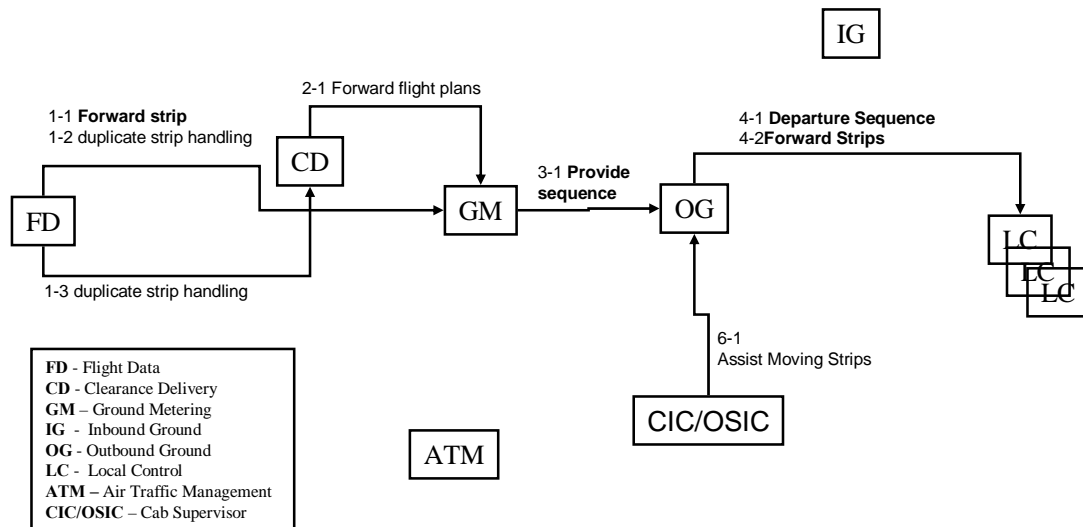 IG
2-1 Forward flight plans
1-1 Forward strip
1-2 duplicate strip handling
4-1 Departure Sequence
4-2Forward Strips
CD
3-1 Provide
sequence
FD
GM
OG
LC
LC
LC
1-3 duplicate strip handling
6-1
Assist Moving Strips
FD - Flight Data
CD - Clearance Delivery
GM – Ground Metering
IG - Inbound Ground
OG - Outbound Ground
LC - Local Control
ATM – Air Traffic Management
CIC/OSIC – Cab Supervisor
CIC/OSIC
ATM